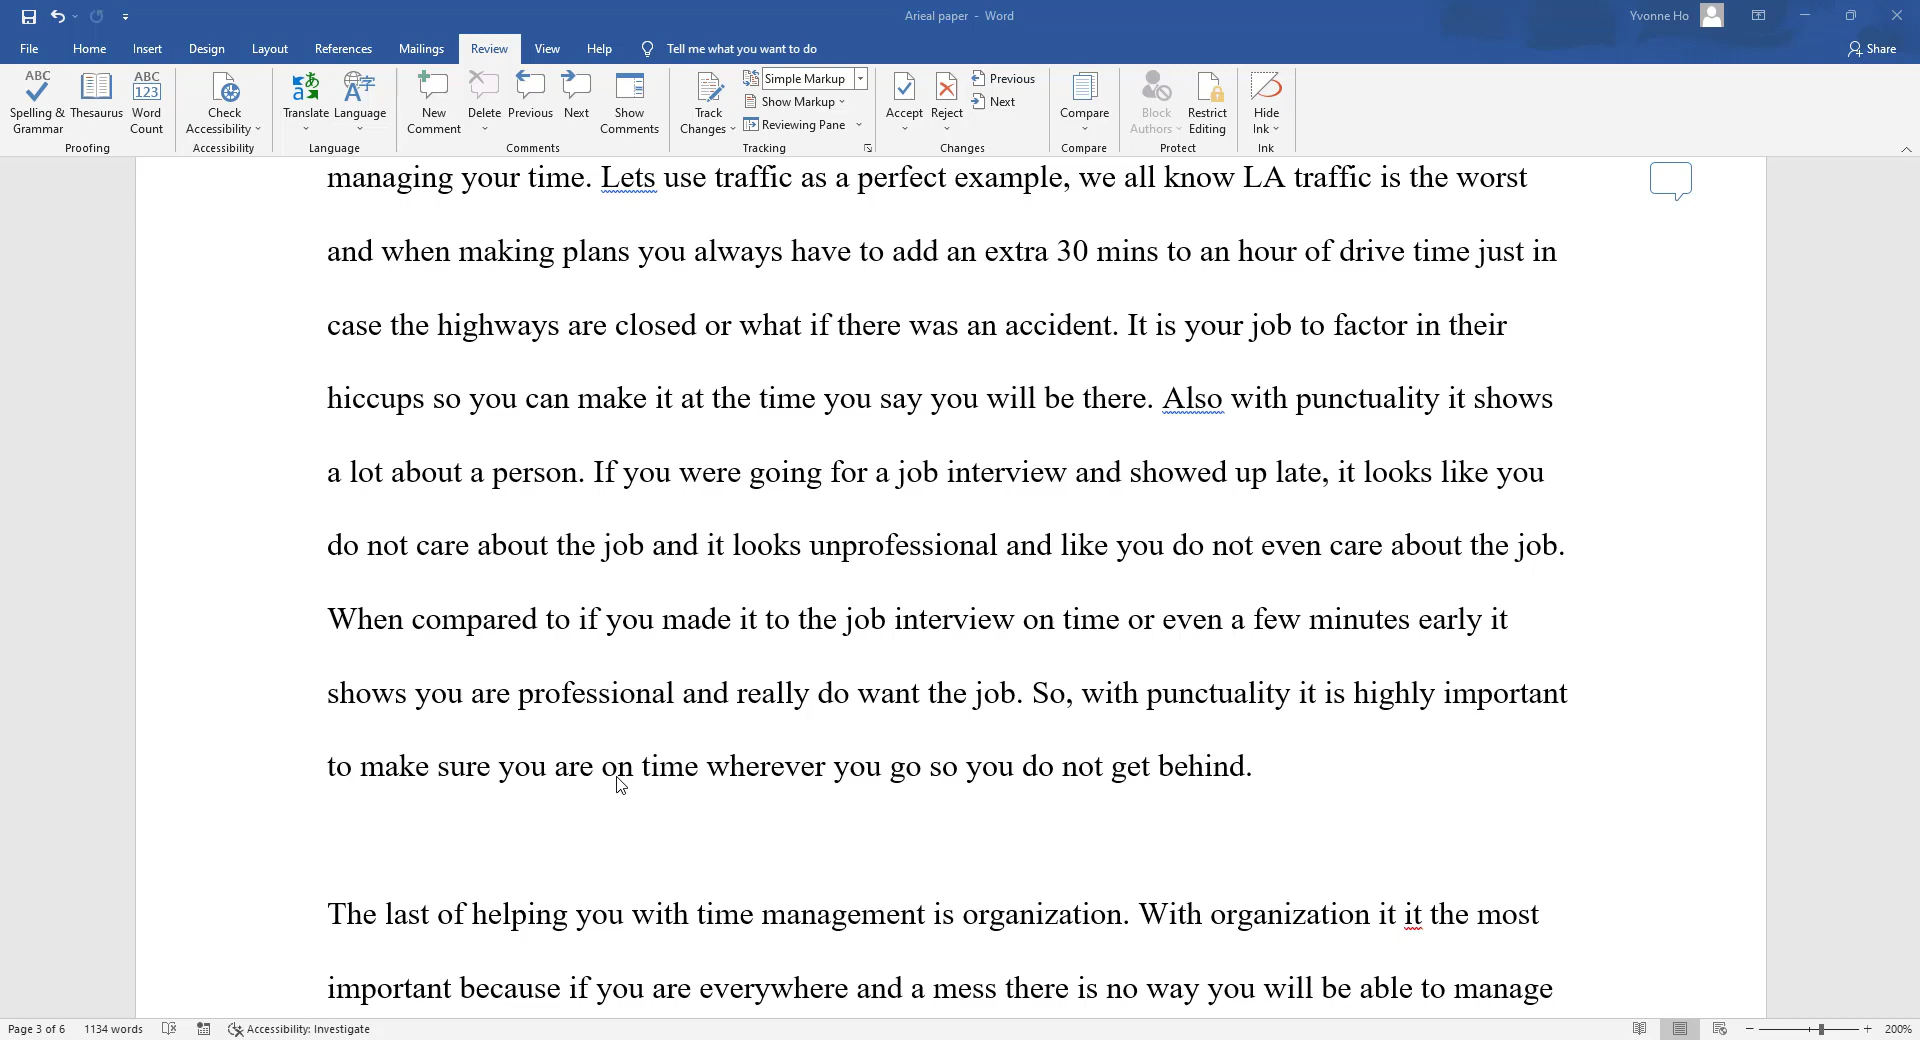 Arieal paper - Word
Yvonne Ho
File Home Insert Design Layout References Mailings Review View Help Tell me what you want to do Share
ABC
Spelling & Grammar
Thesaurus
ABC 123
Word Count
Proofing
Check Accessibility
Accessibility
Translate
Language
Language
New Comment
Delete
Previous
Next
Show Comments
Comments
Track Changes
Simple Markup
Show Markup
Reviewing Pane
Tracking
Accept
Reject
Previous
Next
Changes
Compare
Compare
Block Authors
Restrict Editing
Protect
Hide Ink
Ink
managing your time. Lets use traffic as a perfect example, we all know LA traffic is the worst
and when making plans you always have to add an extra 30 mins to an hour of drive time just in
case the highways are closed or what if there was an accident. It is your job to factor in their
hiccups so you can make it at the time you say you will be there. Also with punctuality it shows
a lot about a person. If you were going for a job interview and showed up late, it looks like you
do not care about the job and it looks unprofessional and like you do not even care about the job.
When compared to if you made it to the job interview on time or even a few minutes early it
shows you are professional and really do want the job. So, with punctuality it is highly important
to make sure you are on time wherever you go so you do not get behind.
The last of helping you with time management is organization. With organization it it the most
important because if you are everywhere and a mess there is no way you will be able to manage
Page 3 of 6 1134 words Accessibility: Investigate 200%